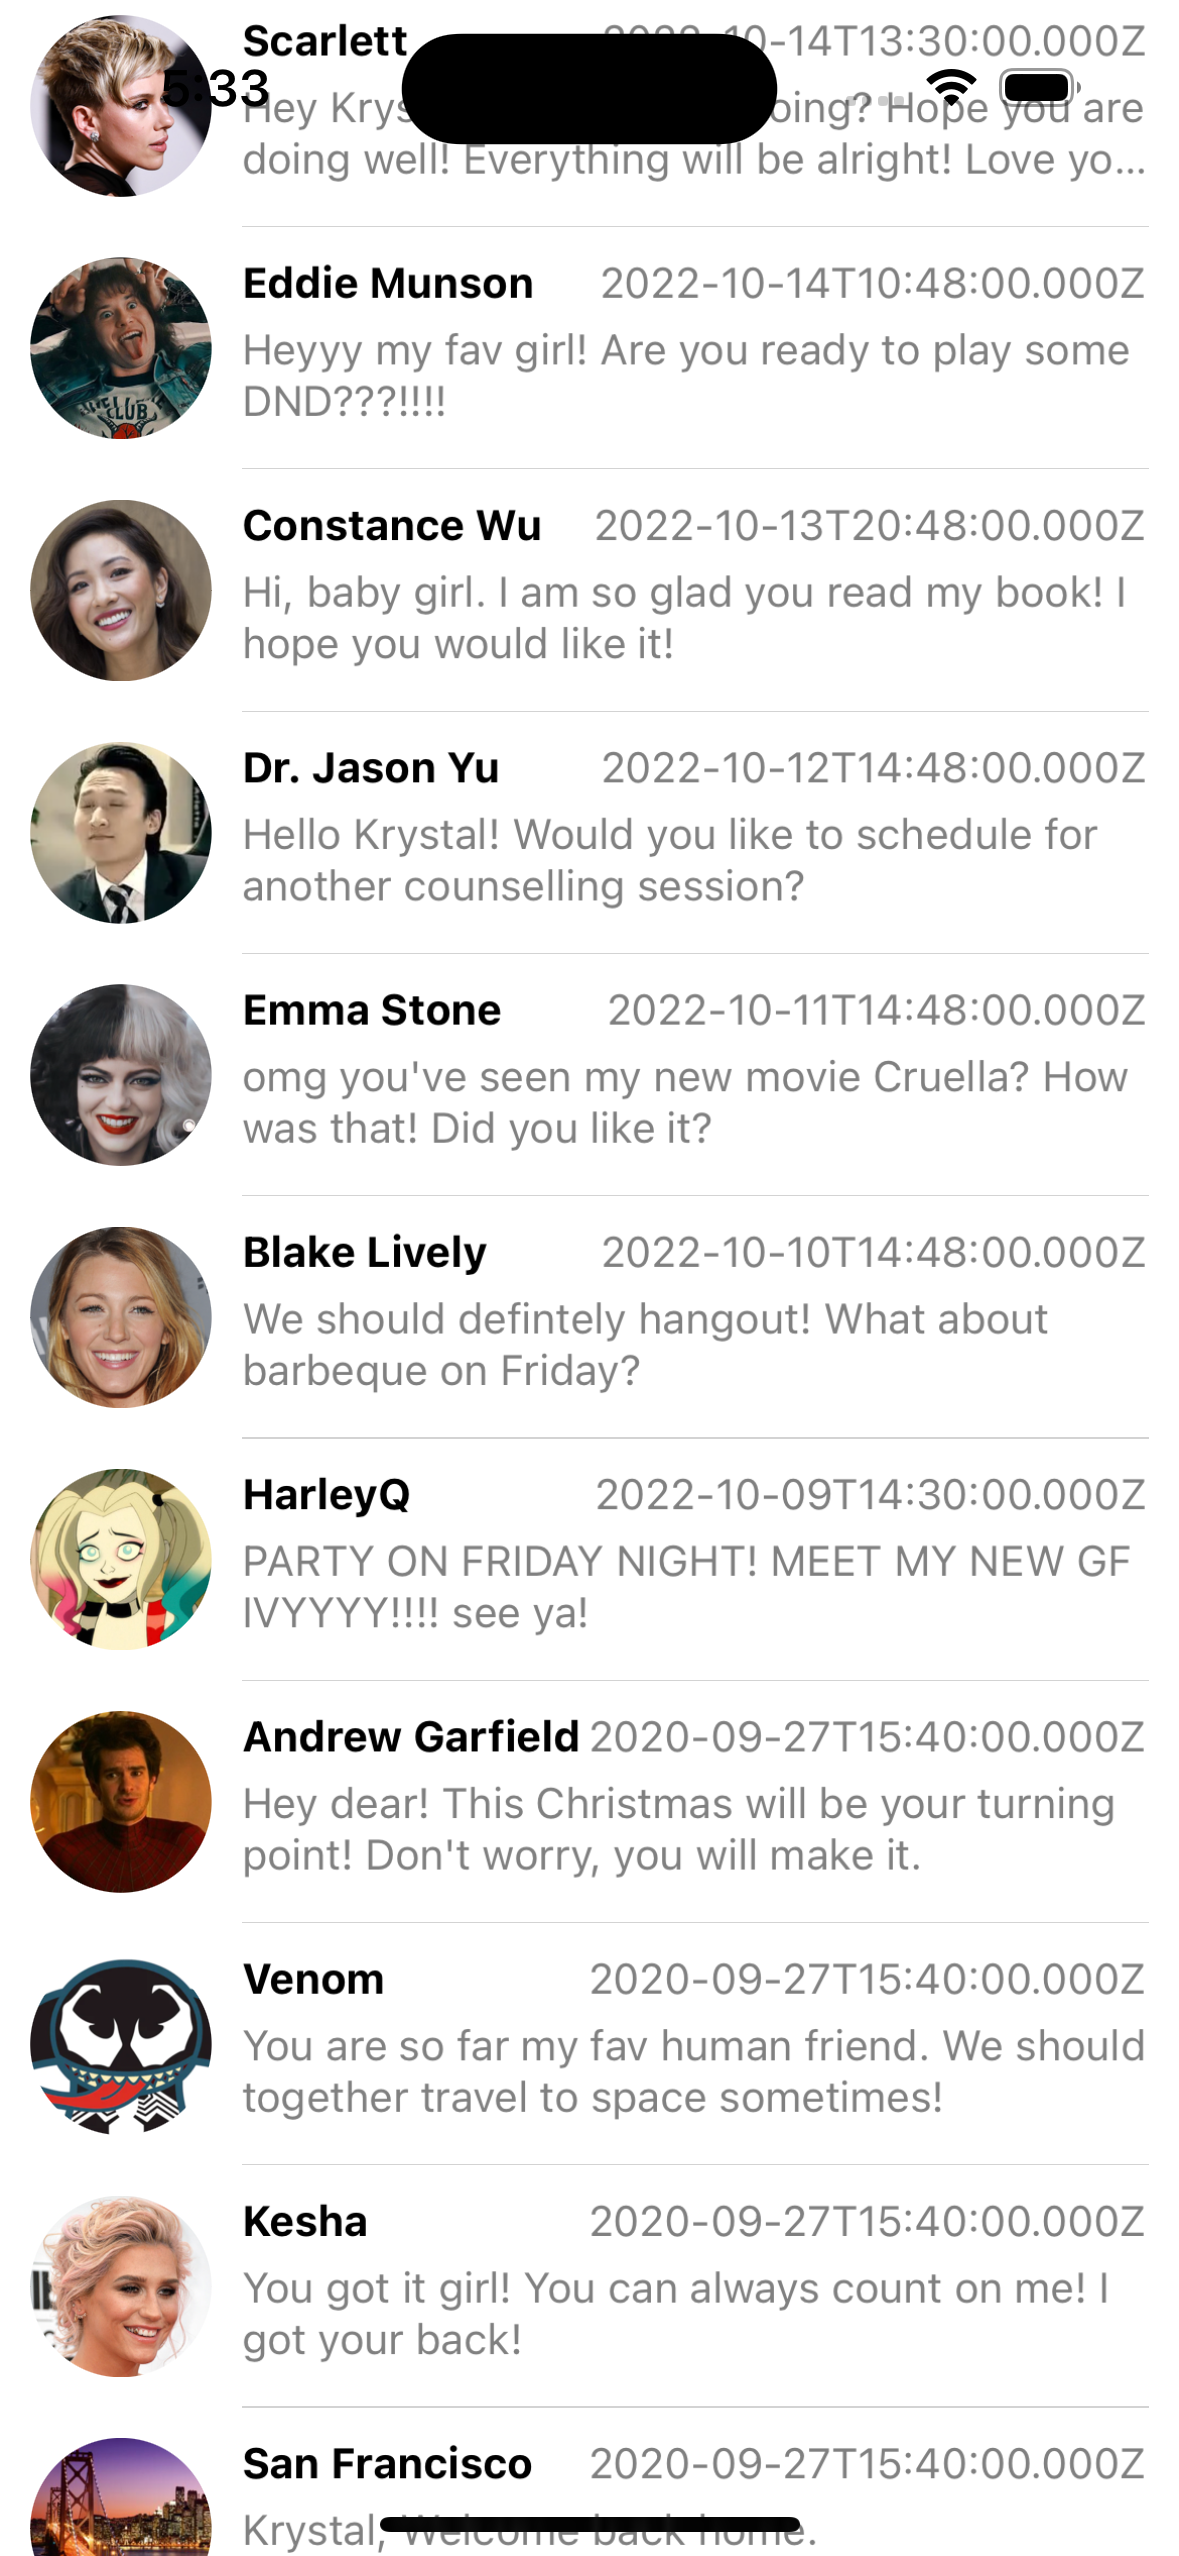 Scarlett 0-14T13:30:00.000Z
5:33
Hey Krys oing? Hope you are
doing well! Everything will be alright! Love yo...
Eddie Munson 2022-10-14T10:48:00.000Z
Heyyy my fav girl! Are you ready to play some
DND???!!!!
CLUB
Constance Wu 2022-10-13T20:48:00.000Z
Hi, baby girl. I am so glad you read my book! I
hope you would like it!
Dr. Jason Yu 2022-10-12T14:48:00.000Z
Hello Krystal! Would you like to schedule for
another counselling session?
Emma Stone 2022-10-11T14:48:00.000Z
omg you've seen my new movie Cruella? How
was that! Did you like it?
Blake Lively 2022-10-10T14:48:00.000Z
We should defintely hangout! What about
barbeque on Friday?
HarleyQ 2022-10-09T14:30:00.000Z
PARTY ON FRIDAY NIGHT! MEET MY NEW GF
IVYYYY!!!! see ya!
Andrew Garfield 2020-09-27T15:40:00.000Z
Hey dear! This Christmas will be your turning
point! Don't worry, you will make it.
Venom 2020-09-27T15:40:00.000Z
You are so far my fav human friend. We should
together travel to space sometimes!
Kesha 2020-09-27T15:40:00.000Z
You got it girl! You can always count on me! I
got your back!
San Francisco 2020-09-27T15:40:00.000Z
Krystal, Welcome back home.